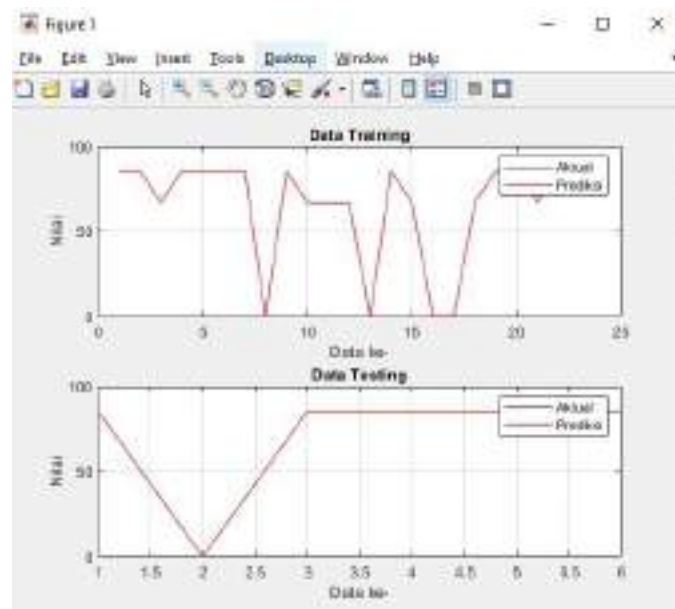 Figure 1
File Edit View Insert Tools Desktop Window Help
Data Training
100
50
0
Nilai
0 5 10 15 20 25
Data ke-
Aktual
Prediksi
Data Testing
100
50
0
Nilai
1 1.5 2 2.5 3 3.5 4 4.5 5 5.5 6
Data ke-
Aktual
Prediksi